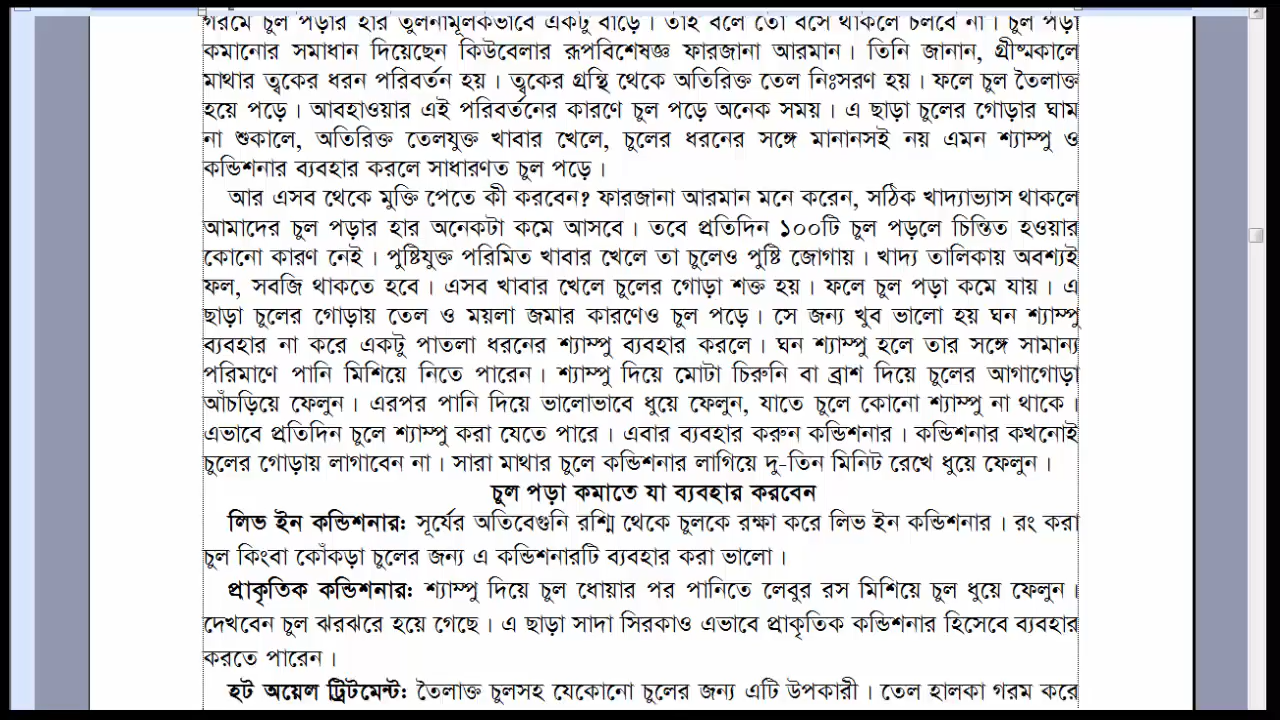 গরমে চুল পড়ার হার তুলনামূলকভাবে একটু বাড়ে। তাই বলে তো বসে থাকলে চলবে না। চুল পড়া
কমানোর সমাধান দিয়েছেন কিউবেলার রূপবিশেষজ্ঞ ফারজানা আরমান। তিনি জানান, গ্রীষ্মকালে
মাথার ত্বকের ধরন পরিবর্তন হয়। ত্বকের গ্রন্থি থেকে অতিরিক্ত তেল নিঃসরণ হয়। ফলে চুল তৈলাক্ত
হয়ে পড়ে। আবহাওয়ার এই পরিবর্তনের কারণে চুল পড়ে অনেক সময়। এ ছাড়া চুলের গোড়ার ঘাম
না শুকালে, অতিরিক্ত তেলযুক্ত খাবার খেলে, চুলের ধরনের সঙ্গে মানানসই নয় এমন শ্যাম্পু ও
কন্ডিশনার ব্যবহার করলে সাধারণত চুল পড়ে।
আর এসব থেকে মুক্তি পেতে কী করবেন? ফারজানা আরমান মনে করেন, সঠিক খাদ্যাভ্যাস থাকলে
আমাদের চুল পড়ার হার অনেকটা কমে আসবে। তবে প্রতিদিন ১০০টি চুল পড়লে চিন্তিত হওয়ার
কোনো কারণ নেই। পুষ্টিযুক্ত পরিমিত খাবার খেলে তা চুলেও পুষ্টি জোগায়। খাদ্য তালিকায় অবশ্যই
ফল, সবজি থাকতে হবে। এসব খাবার খেলে চুলের গোড়া শক্ত হয়। ফলে চুল পড়া কমে যায়। এ
ছাড়া চুলের গোড়ায় তেল ও ময়লা জমার কারণেও চুল পড়ে। সে জন্য খুব ভালো হয় ঘন শ্যাম্পু
ব্যবহার না করে একটু পাতলা ধরনের শ্যাম্পু ব্যবহার করলে। ঘন শ্যাম্পু হলে তার সঙ্গে সামান্য
পরিমাণে পানি মিশিয়ে নিতে পারেন। শ্যাম্পু দিয়ে মোটা চিরুনি বা ব্রাশ দিয়ে চুলের আগাগোড়া
আঁচড়িয়ে ফেলুন। এরপর পানি দিয়ে ভালোভাবে ধুয়ে ফেলুন, যাতে চুলে কোনো শ্যাম্পু না থাকে।
এভাবে প্রতিদিন চুলে শ্যাম্পু করা যেতে পারে। এবার ব্যবহার করুন কন্ডিশনার। কন্ডিশনার কখনোই
চুলের গোড়ায় লাগাবেন না। সারা মাথার চুলে কন্ডিশনার লাগিয়ে দু-তিন মিনিট রেখে ধুয়ে ফেলুন।
চুল পড়া কমাতে যা ব্যবহার করবেন
লিভ ইন কন্ডিশনার: সূর্যের অতিবেগুনি রশ্মি থেকে চুলকে রক্ষা করে লিভ ইন কন্ডিশনার। রং করা
চুল কিংবা কোঁকড়া চুলের জন্য এ কন্ডিশনারটি ব্যবহার করা ভালো।
প্রাকৃতিক কন্ডিশনার: শ্যাম্পু দিয়ে চুল ধোয়ার পর পানিতে লেবুর রস মিশিয়ে চুল ধুয়ে ফেলুন।
দেখবেন চুল ঝরঝরে হয়ে গেছে। এ ছাড়া সাদা সিরকাও এভাবে প্রাকৃতিক কন্ডিশনার হিসেবে ব্যবহার
করতে পারেন।
হট অয়েল ট্রিটমেন্ট: তৈলাক্ত চুলসহ যেকোনো চুলের জন্য এটি উপকারী। তেল হালকা গরম করে